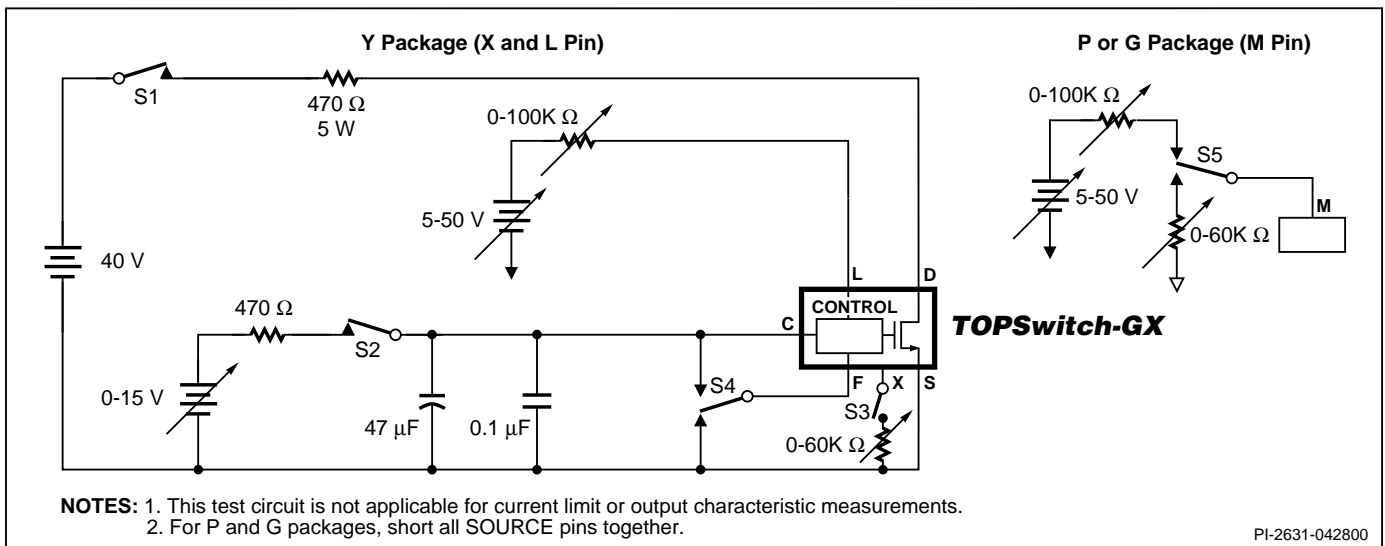 Y Package (X and L Pin)
P or G Package (M Pin)
S1
470 Ω
5 W
0-100K Ω
5-50 V
40 V
470 Ω
S2
0-15 V
47 µF
0.1 µF
S4
L
D
CONTROL
C
TOPSwitch-GX
F
X
S
S3
0-60K Ω
0-100K Ω
S5
5-50 V
M
0-60K Ω
NOTES: 1. This test circuit is not applicable for current limit or output characteristic measurements.
2. For P and G packages, short all SOURCE pins together.
PI-2631-042800